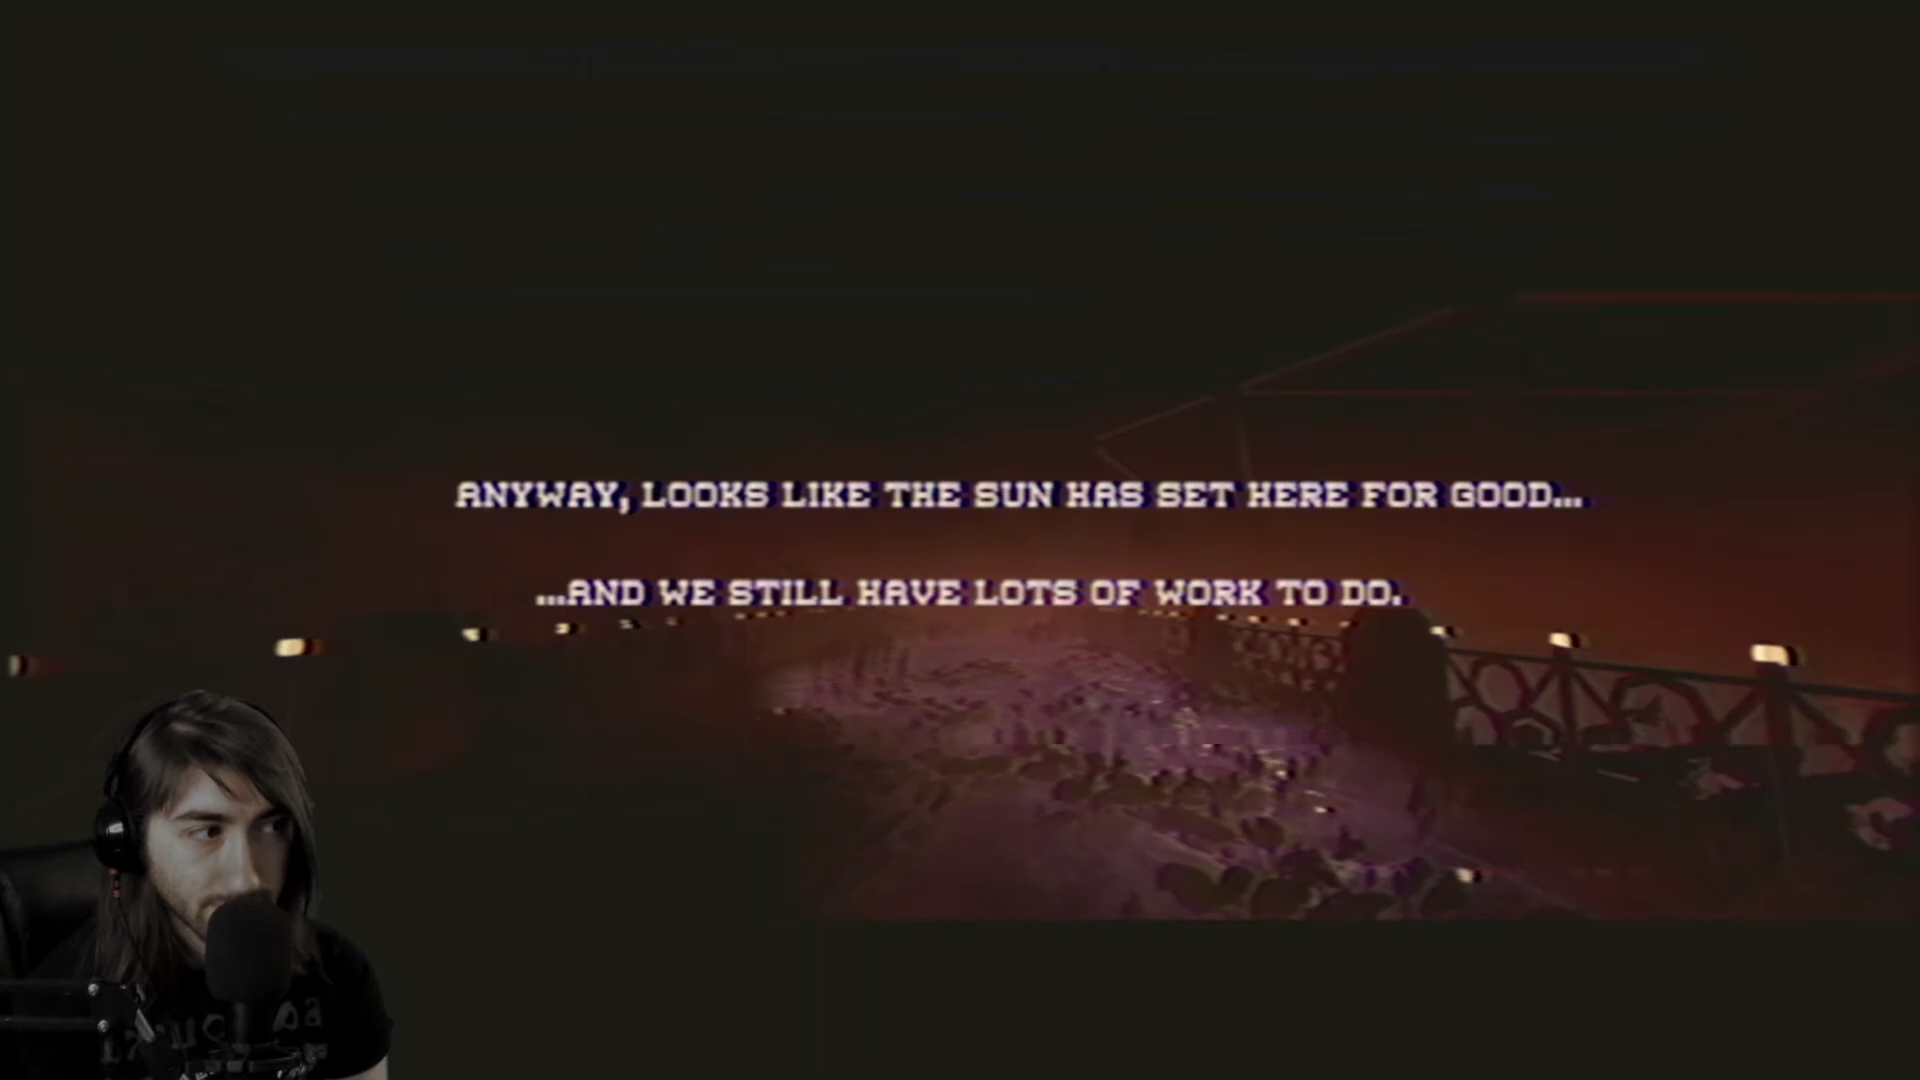 ANYWAY, LOOKS LIKE THE SUN HAS SET HERE FOR GOOD...
...AND WE STILL HAVE LOTS OF WORK TO DO.